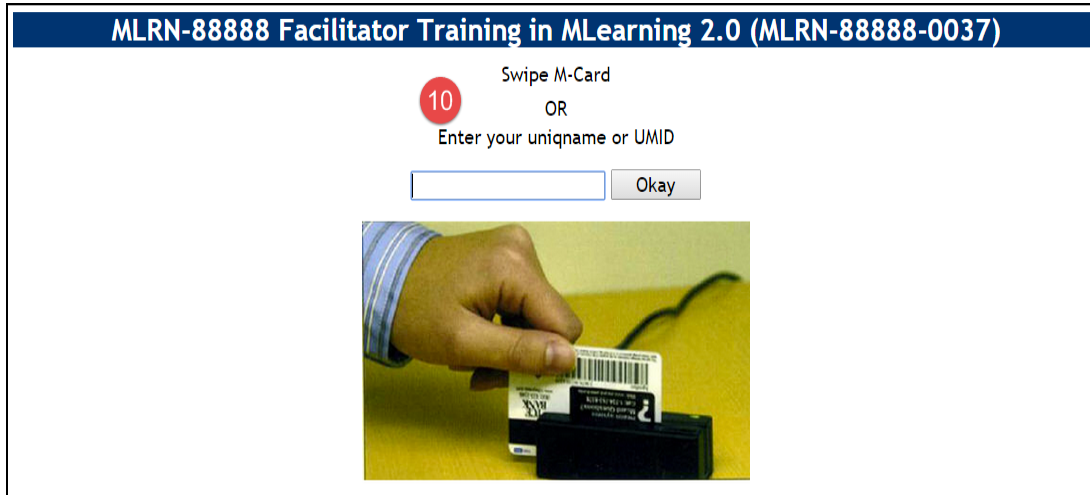 MLRN-88888 Facilitator Training in MLearning 2.0 (MLRN-88888-0037)
Swipe M-Card
10
OR
Enter your uniqname or UMID
Okay
BANK